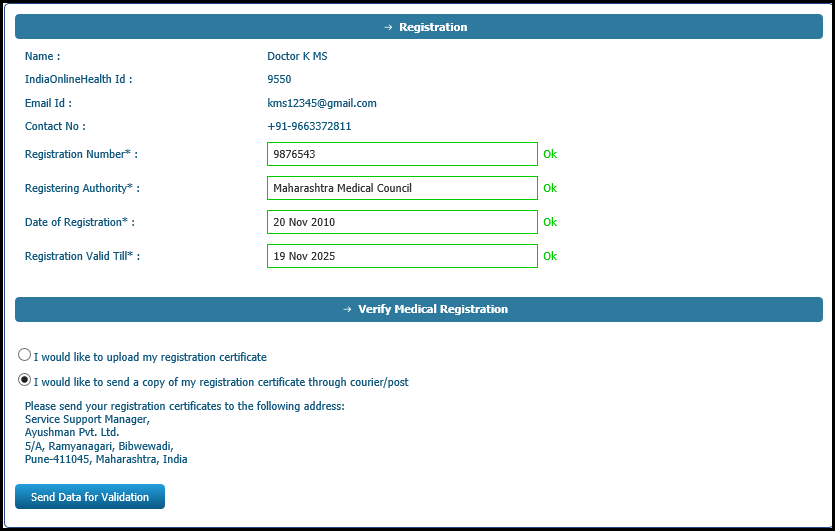 → Registration
Name : Doctor K MS
IndiaOnlineHealth Id : 9550
Email Id : kms12345@gmail.com
Contact No : +91-9663372811
Registration Number* : 9876543 Ok
Registering Authority* : Maharashtra Medical Council Ok
Date of Registration* : 20 Nov 2010 Ok
Registration Valid Till* : 19 Nov 2025 Ok
→ Verify Medical Registration
I would like to upload my registration certificate
I would like to send a copy of my registration certificate through courier/post
Please send your registration certificates to the following address:
Service Support Manager,
Ayushman Pvt. Ltd.
5/A, Ramyanagari, Bibwewadi,
Pune-411045, Maharashtra, India
Send Data for Validation